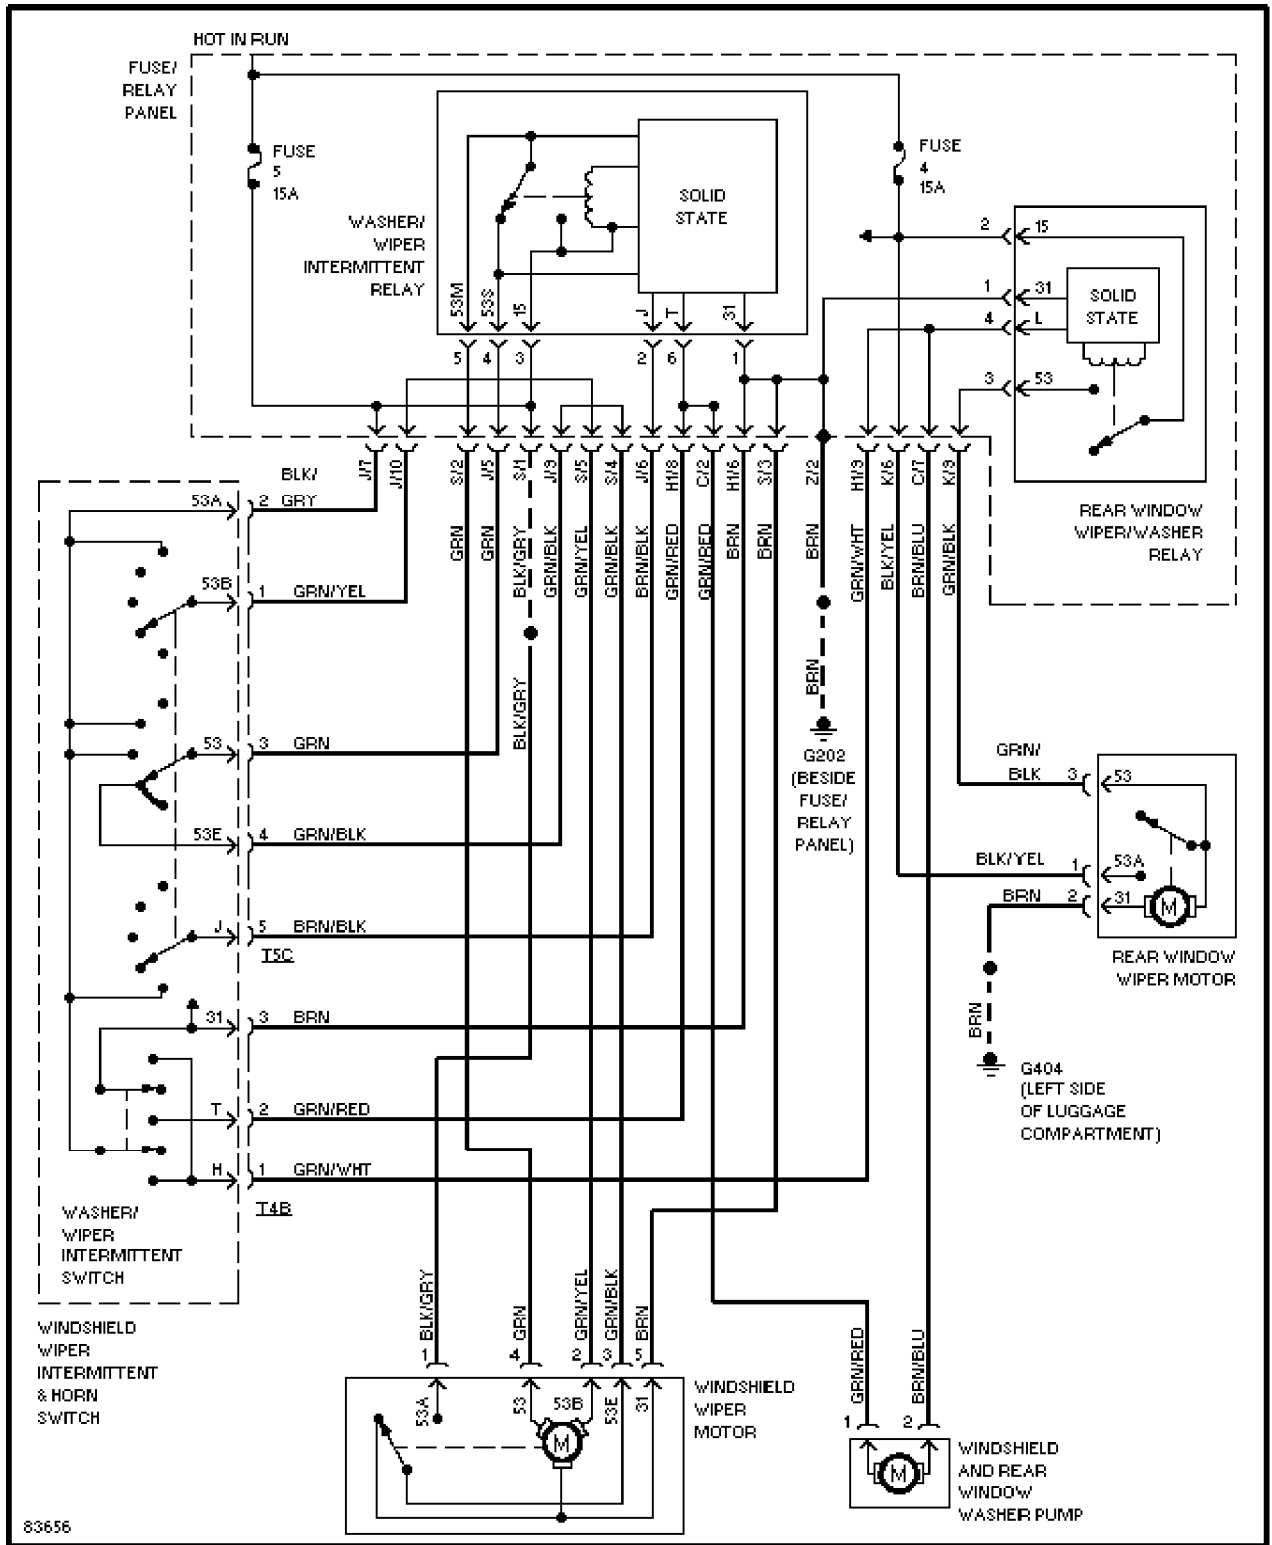 HOT IN RUN
FUSE/
RELAY
PANEL
FUSE
5
15A
WASHER/
WIPER
INTERMITTENT
RELAY
SOLID
STATE
53M
53S
15
J
T
31
5
4
3
2
6
1
FUSE
4
15A
2
15
1
31
4
L
3
53
SOLID
STATE
REAR WINDOW
WIPER/WASHER
RELAY
J/7
J/10
S/2
J/5
S/1
J/9
S/5
S/4
J/6
H1/8
C/2
H1/6
S/3
Z/2
H1/9
K/6
C/7
K/9
GRN
GRN
BLK/GRY
GRN/BLK
GRN/YEL
GRN/BLK
BRN/BLK
GRN/RED
GRN/RED
BRN
BRN
BRN
GRN/WHT
BLK/YEL
BRN/BLU
GRN/BLK
BLK/GRY
BRN
G202
(BESIDE
FUSE/
RELAY
PANEL)
BLK/
53A
2
GRY
53B
1
GRN/YEL
53
3
GRN
53E
4
GRN/BLK
J
5
BRN/BLK
T5C
31
3
BRN
T
2
GRN/RED
H
1
GRN/WHT
T4B
WASHER/
WIPER
INTERMITTENT
SWITCH
WINDSHIELD
WIPER
INTERMITTENT
& HORN
SWITCH
GRN/
BLK
3
53
BLK/YEL
1
53A
BRN
2
31
M
REAR WINDOW
WIPER MOTOR
BRN
G404
(LEFT SIDE
OF LUGGAGE
COMPARTMENT)
BLK/GRY
GRN
GRN/YEL
GRN/BLK
BRN
1
4
2
3
5
53A
53
53B
53E
31
M
WINDSHIELD
WIPER
MOTOR
GRN/RED
BRN/BLU
1
2
M
WINDSHIELD
AND REAR
WINDOW
WASHER PUMP
83656